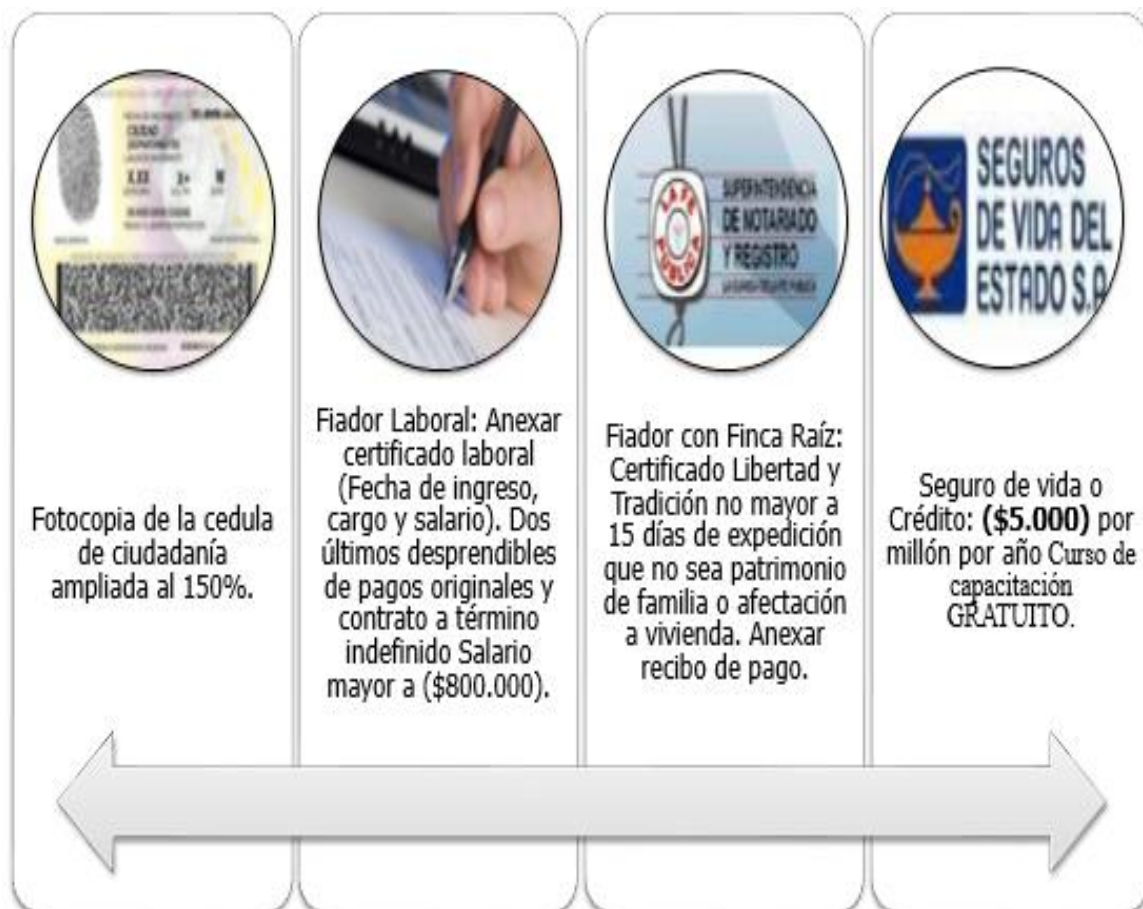 CIUDAD
SUPERINTENDENCIA
DE NOTARIADO
Y REGISTRO
LA FE
PUBLICA
SEGUROS
DE VIDA DEL
ESTADO S.A
Fotocopia de la cedula
de ciudadanía
ampliada al 150%.
Fiador Laboral: Anexar
certificado laboral
(Fecha de ingreso,
cargo y salario). Dos
últimos desprendibles
de pagos originales y
contrato a término
indefinido Salario
mayor a ($800.000).
Fiador con Finca Raíz:
Certificado Libertad y
Tradición no mayor a
15 días de expedición
que no sea patrimonio
de familia o afectación
a vivienda. Anexar
recibo de pago.
Seguro de vida o
Crédito: ($5.000) por
millón por año Curso de
capacitación
GRATUITO.